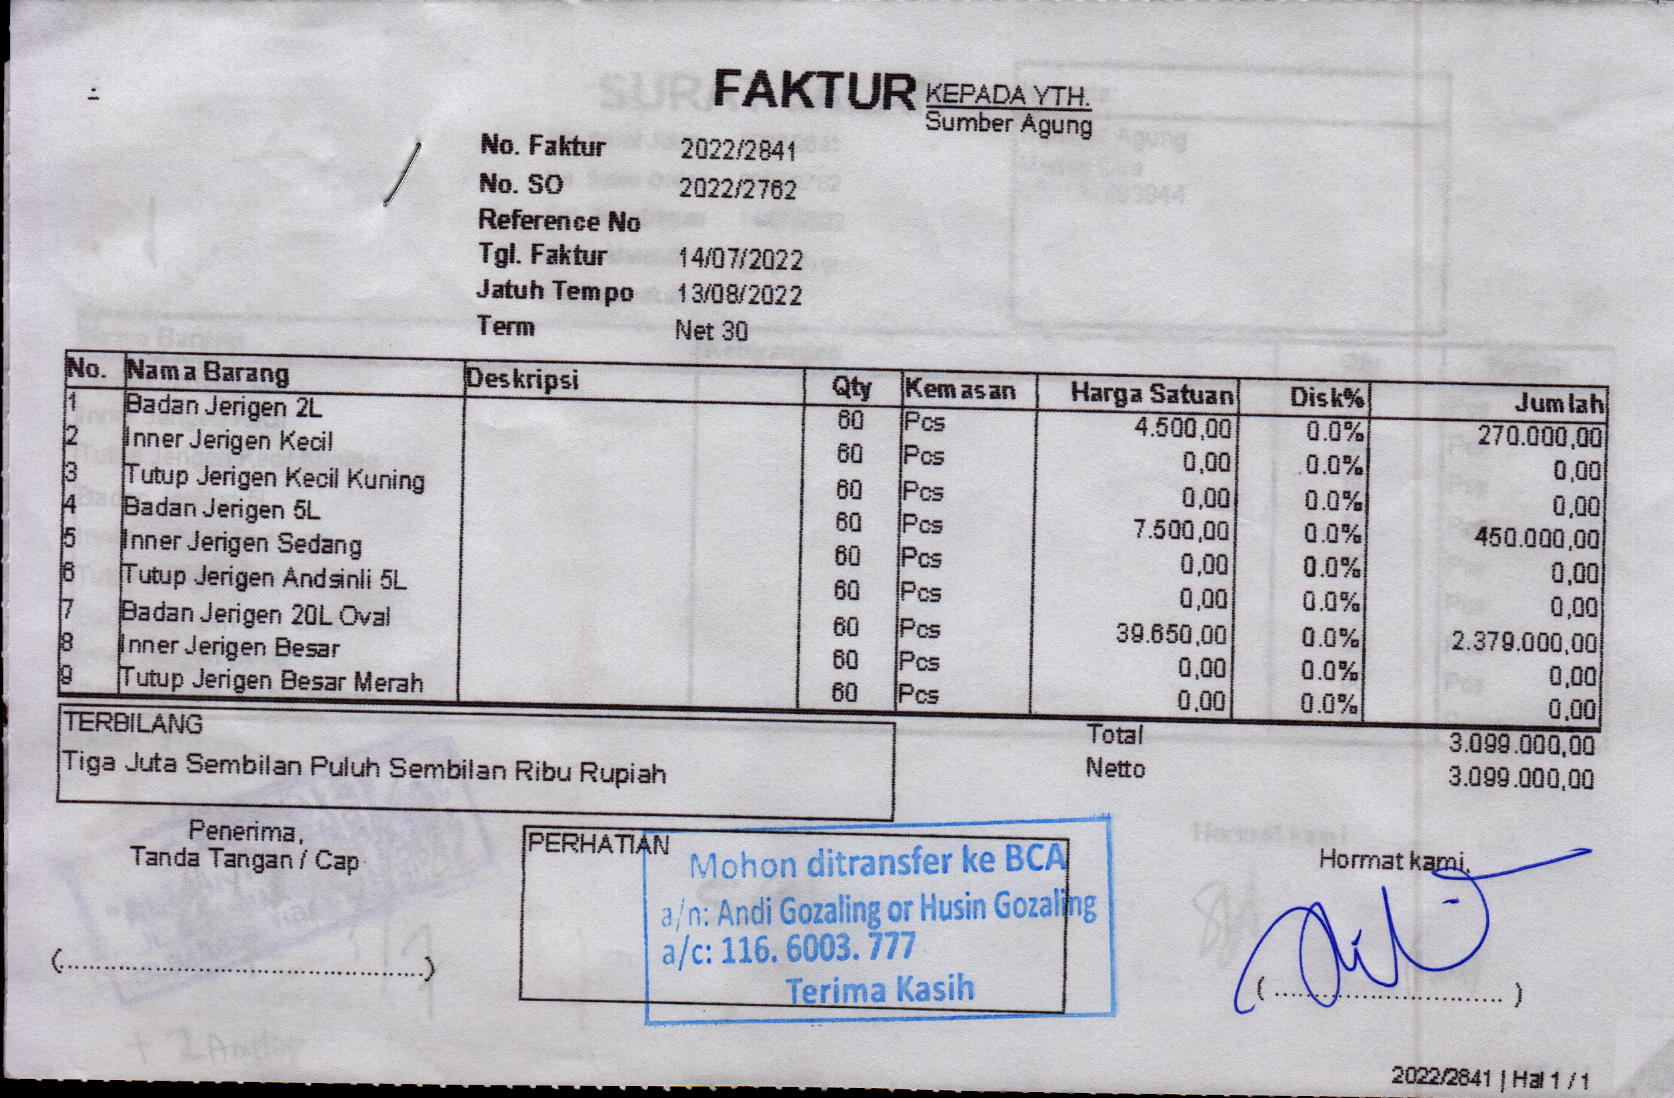 FAKTUR
KEPADA YTH.
Sumber Agung
No. Faktur 2022/2841
No. SO 2022/2762
Reference No
Tgl. Faktur 14/07/2022
Jatuh Tempo 13/08/2022
Term Net 30
No. Nama Barang Deskripsi Qty Kemasan Harga Satuan Disk% Jumlah
1 Badan Jerigen 2L 60 Pcs 4.500,00 0.0% 270.000,00
2 Inner Jerigen Kecil 60 Pcs 0,00 0.0% 0,00
3 Tutup Jerigen Kecil Kuning 60 Pcs 0,00 0.0% 0,00
4 Badan Jerigen 5L 60 Pcs 7.500,00 0.0% 450.000,00
5 Inner Jerigen Sedang 60 Pcs 0,00 0.0% 0,00
6 Tutup Jerigen Andsinli 5L 60 Pcs 0,00 0.0% 0,00
7 Badan Jerigen 20L Oval 60 Pcs 39.650,00 0.0% 2.379.000,00
8 Inner Jerigen Besar 60 Pcs 0,00 0.0% 0,00
9 Tutup Jerigen Besar Merah 60 Pcs 0,00 0.0% 0,00
TERBILANG
Tiga Juta Sembilan Puluh Sembilan Ribu Rupiah
Total 3.099.000,00
Netto 3.099.000,00
Penerima,
Tanda Tangan / Cap
(........................................)
PERHATIAN
Mohon ditransfer ke BCA
a/n: Andi Gozaling or Husin Gozaling
a/c: 116. 6003. 777
Terima Kasih
Hormat kami,
(............................)
2022/2841 | Hal 1 / 1